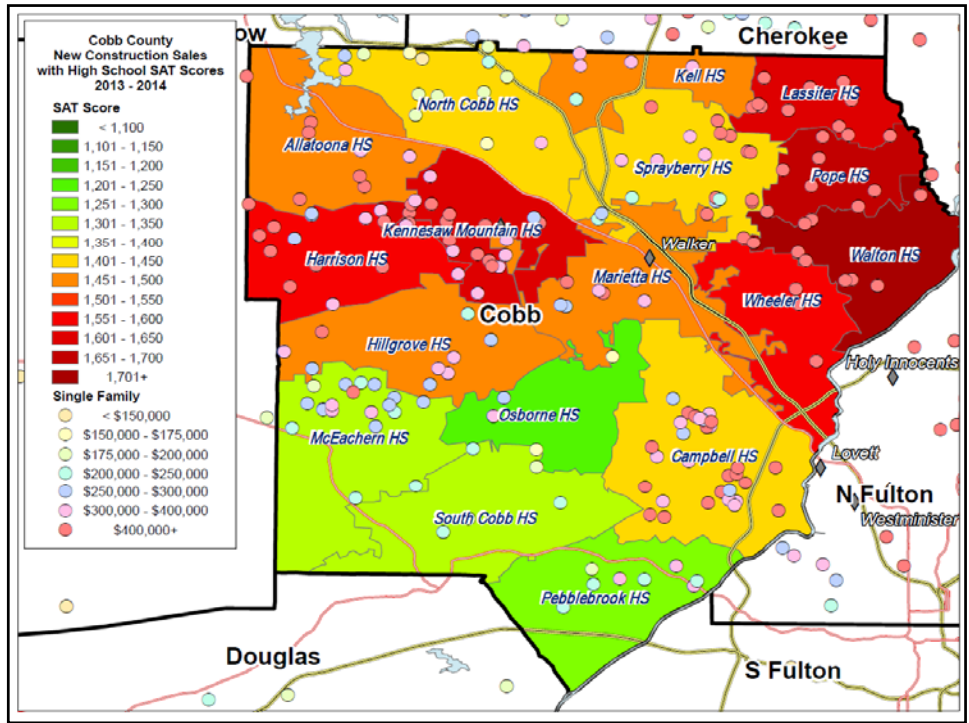 Cobb County
New Construction Sales
with High School SAT Scores
2013 - 2014
SAT Score
< 1,100
1,101 - 1,150
1,151 - 1,200
1,201 - 1,250
1,251 - 1,300
1,301 - 1,350
1,351 - 1,400
1,401 - 1,450
1,451 - 1,500
1,501 - 1,550
1,551 - 1,600
1,601 - 1,650
1,651 - 1,700
1,701+
Single Family
< $150,000
$150,000 - $175,000
$175,000 - $200,000
$200,000 - $250,000
$250,000 - $300,000
$300,000 - $400,000
$400,000+
ow
Cherokee
Kell HS
Lassiter HS
North Cobb HS
Allatoona HS
Sprayberry HS
Pope HS
Kennesaw Mountain HS
Walker
Walton HS
Harrison HS
Marietta HS
Wheeler HS
Cobb
Hillgrove HS
Holy Innocents
Osborne HS
McEachern HS
Campbell HS
Lovett
N Fulton
South Cobb HS
Westminister
Pebblebrook HS
Douglas
S Fulton